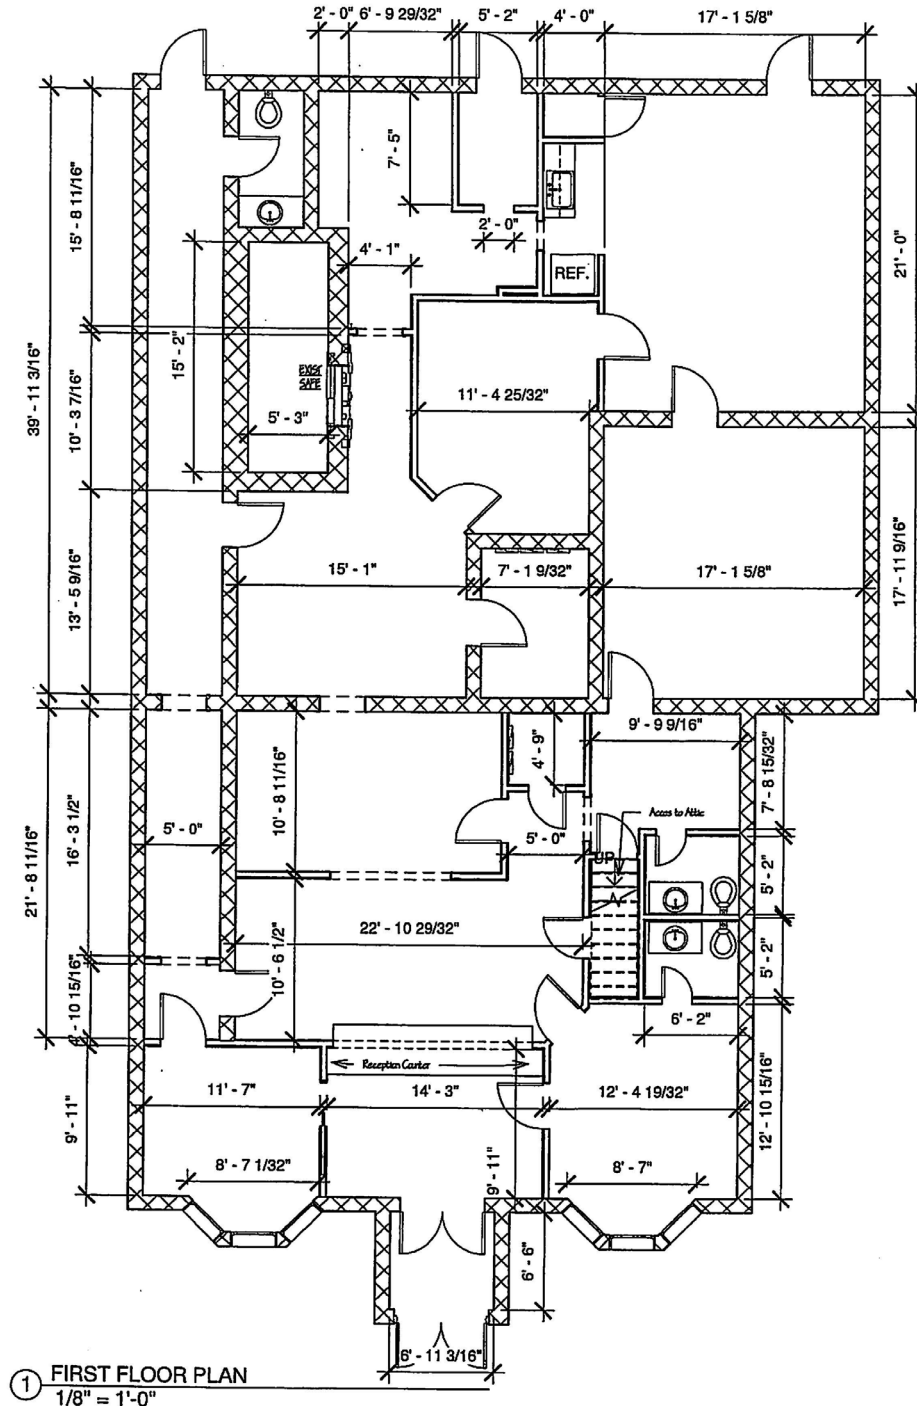 2' - 0"
6' - 9 29/32"
5' - 2"
4' - 0"
17' - 1 5/8"
15' - 8 11/16"
7' - 5"
2' - 0"
4' - 1"
21' - 0"
REF.
39' - 11 3/16"
15' - 2"
EXIST
SAFE
10' - 3 7/16"
5' - 3"
11' - 4 25/32"
13' - 5 9/16"
15' - 1"
7' - 1 9/32"
17' - 1 5/8"
17' - 11 9/16"
9' - 9 9/16"
4' - 9"
10' - 8 11/16"
7' - 8 15/32"
Acces to Attic
5' - 0"
5' - 0"
UP
16' - 3 1/2"
21' - 8 11/16"
5' - 2"
22' - 10 29/32"
10' - 6 1/2"
5' - 2"
6' - 2"
- 10 15/16"
Reception Counter
11' - 7"
14' - 3"
12' - 4 19/32"
12' - 10 15/16"
9' - 11"
8' - 7 1/32"
9' - 11"
8' - 7"
6' - 6"
6' - 11 3/16"
1
FIRST FLOOR PLAN
1/8" = 1'-0"